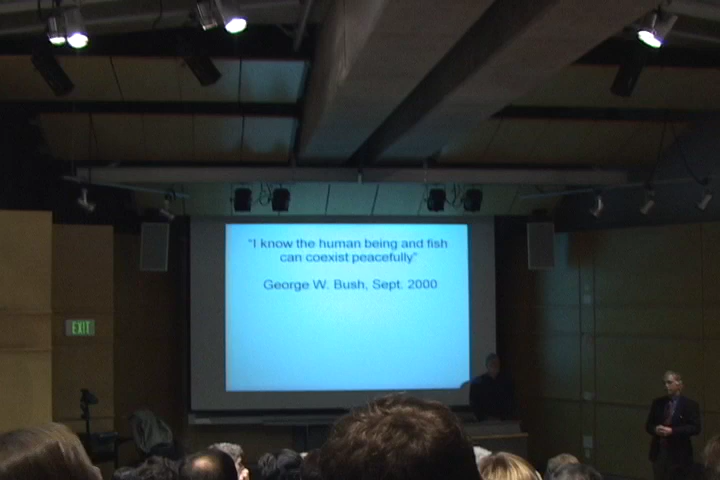 "I know the human being and fish
can coexist peacefully"
George W. Bush, Sept. 2000
EXIT